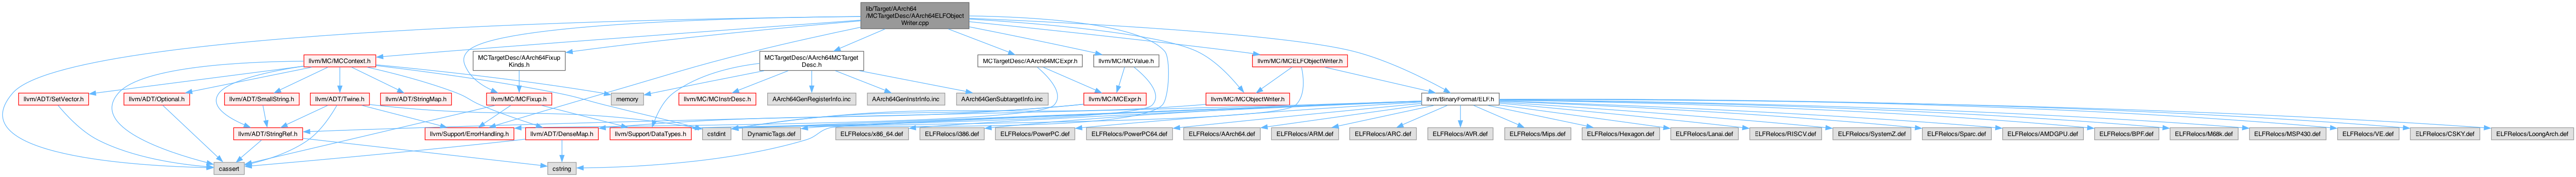 lib/Target/AArch64
/MCTargetDesc/AArch64ELFObject
Writer.cpp
llvm/MC/MCContext.h
MCTargetDesc/AArch64Fixup
Kinds.h
MCTargetDesc/AArch64MCTarget
Desc.h
MCTargetDesc/AArch64MCExpr.h
llvm/MC/MCValue.h
llvm/MC/MCELFObjectWriter.h
llvm/ADT/SetVector.h
llvm/ADT/Optional.h
llvm/ADT/SmallString.h
llvm/ADT/Twine.h
llvm/ADT/StringMap.h
llvm/MC/MCFixup.h
memory
llvm/MC/MCInstrDesc.h
AArch64GenRegisterInfo.inc
AArch64GenInstrInfo.inc
AArch64GenSubtargetInfo.inc
llvm/MC/MCExpr.h
llvm/MC/MCObjectWriter.h
llvm/BinaryFormat/ELF.h
llvm/ADT/StringRef.h
llvm/Support/ErrorHandling.h
llvm/ADT/DenseMap.h
llvm/Support/DataTypes.h
cstdint
DynamicTags.def
ELFRelocs/x86_64.def
ELFRelocs/i386.def
ELFRelocs/PowerPC.def
ELFRelocs/PowerPC64.def
ELFRelocs/AArch64.def
ELFRelocs/ARM.def
ELFRelocs/ARC.def
ELFRelocs/AVR.def
ELFRelocs/Mips.def
ELFRelocs/Hexagon.def
ELFRelocs/Lanai.def
ELFRelocs/RISCV.def
ELFRelocs/SystemZ.def
ELFRelocs/Sparc.def
ELFRelocs/AMDGPU.def
ELFRelocs/BPF.def
ELFRelocs/M68k.def
ELFRelocs/MSP430.def
ELFRelocs/VE.def
ELFRelocs/CSKY.def
ELFRelocs/LoongArch.def
cassert
cstring